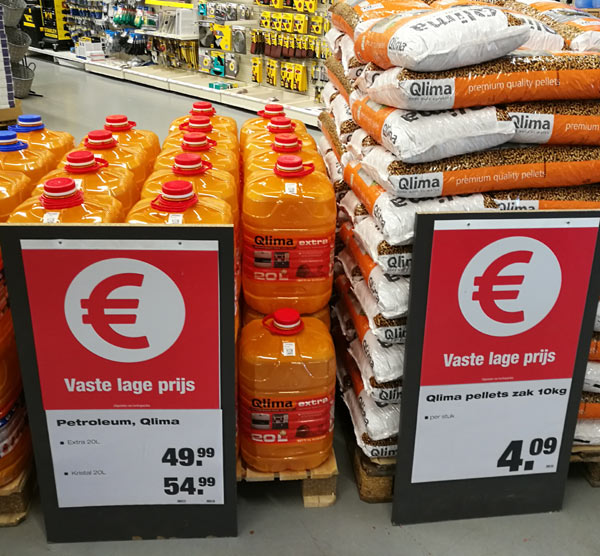 Vaste lage prijs
Petroleum, Qlima
Extra 20L
49.99
Kristal 20L
54.99
Vaste lage prijs
Qlima pellets zak 10kg
per stuk
4.09
Qlima
Qlima
premium quality pellets
Qlima
premium
Qlima
premium quality pellets
Qlima
Qlima extra
20L
Qlima extra
20L